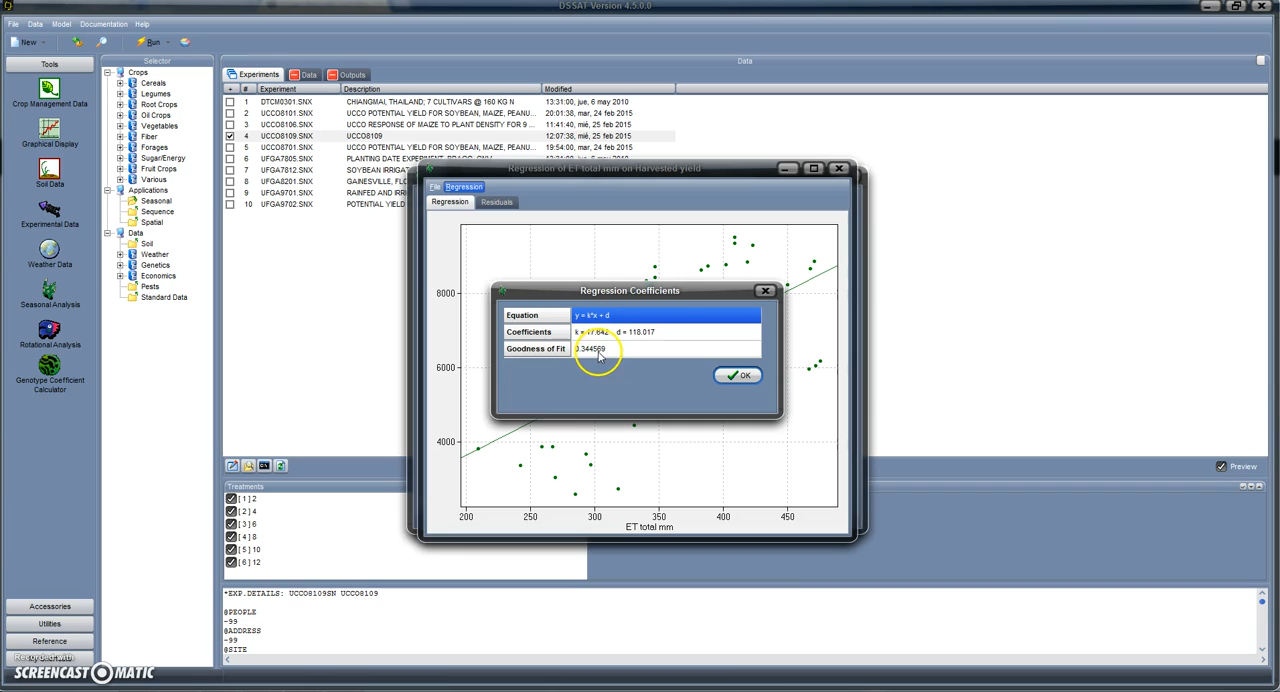 DSSAT Version 4.5.0.0
File Data Model Documentation Help
New Run
Tools
Crop Management Data
Graphical Display
Soil Data
Experimental Data
Weather Data
Seasonal Analysis
Rotational Analysis
Genotype Coefficient
Calculator
Accessories
Utilities
Reference
Recorded with
SCREENCAST MATIC
Selector
Crops
Cereals
Legumes
Root Crops
Oil Crops
Vegetables
Fiber
Forages
Sugar/Energy
Fruit Crops
Various
Applications
Seasonal
Sequence
Spatial
Data
Soil
Weather
Genetics
Economics
Pests
Standard Data
Data
Experiments Data Outputs
+ # Experiment Description Modified
1 DTCM0301.SNX CHIANGMAI, THAILAND; 7 CULTIVARS @ 160 KG N 13:31:00, jue, 6 may 2010
2 UCCO8101.SNX UCCO POTENTIAL YIELD FOR SOYBEAN, MAIZE, PEANU... 20:01:38, mar, 24 feb 2015
3 UCCO8106.SNX UCCO RESPONSE OF MAIZE TO PLANT DENSITY FOR 9 ... 11:41:40, mié, 25 feb 2015
4 UCCO8109.SNX UCCO8109 12:07:38, mié, 25 feb 2015
5 UCCO8701.SNX UCCO POTENTIAL YIELD FOR SOYBEAN, MAIZE, PEANU... 19:54:00, mar, 24 feb 2015
6 UFGA7805.SNX PLANTING DATE
7 UFGA7812.SNX SOYBEAN IRRIGA
8 UFGA8201.SNX GAINESVILLE, FLO
9 UFGA9701.SNX RAINFED AND IRRI
10 UFGA9702.SNX POTENTIAL YIELD
Regression of ET total mm on Harvested yield
File Regression
Regression Residuals
8000
6000
4000
200 250 300 350 400 450
ET total mm
Regression Coefficients
Equation y = k*x + d
Coefficients k = 17.642 d = 118.017
Goodness of Fit 0.344569
OK
Preview
Treatments
[ 1 ] 2
[ 2 ] 4
[ 3 ] 6
[ 4 ] 8
[ 5 ] 10
[ 6 ] 12
*EXP.DETAILS: UCCO8109SN UCCO8109
@PEOPLE
-99
@ADDRESS
-99
@SITE